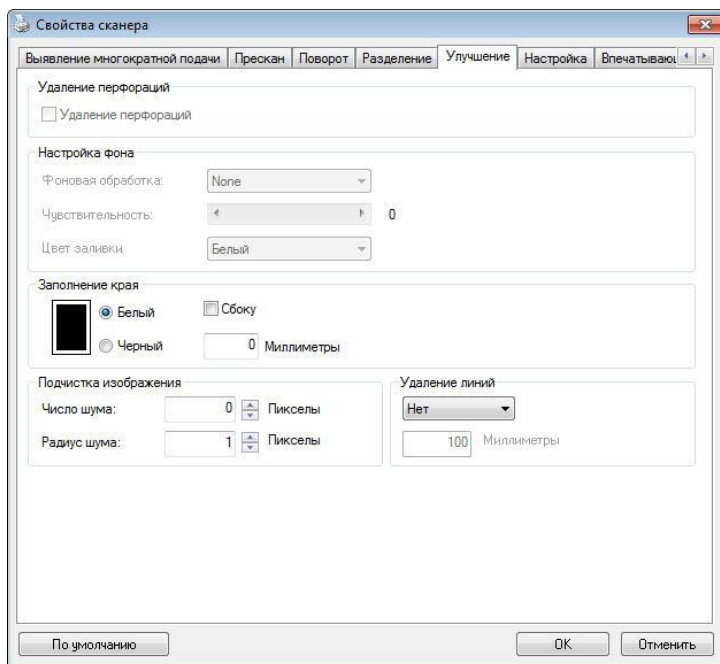 Свойства сканера
Выявление многократной подачи Прескан Поворот Разделение Улучшение Настройка
Удаление перфораций
Удаление перфораций
Настройка фона
Фоновая обработка: None
Чувствительность: 0
Цвет заливки Белый
Заполнение края
Белый Сбоку
Черный 0 Миллиметры
Подчистка изображения Удаление линий
Число шума: 0 Пикселы Нет
Радиус шума: 1 Пикселы 100 Миллиметры
По умолчанию OK Отменить